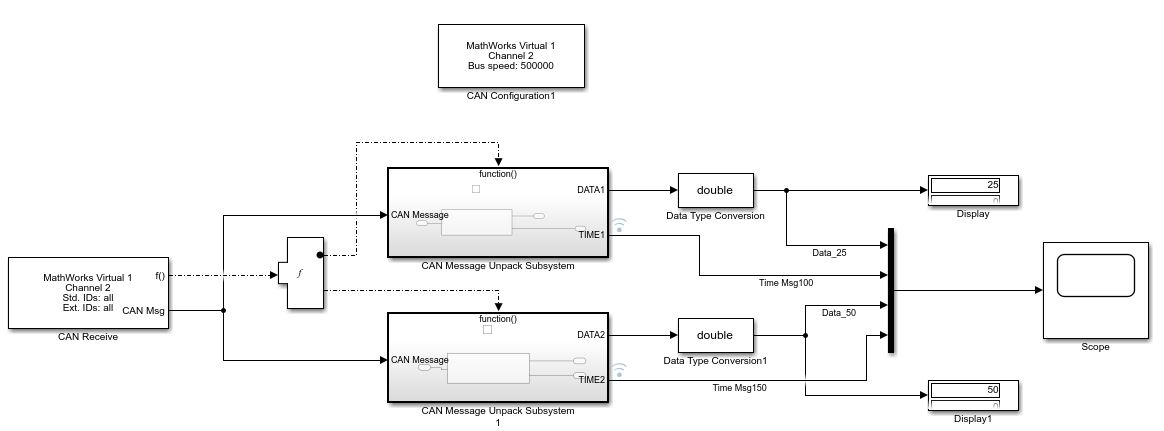 MathWorks Virtual 1
Channel 2
Bus speed: 500000
CAN Configuration1
function()
CAN Message
DATA1
TIME1
CAN Message Unpack Subsystem
double
Data Type Conversion
25
Display
Data_25
Time Msg100
MathWorks Virtual 1
Channel 2
Std. IDs: all
Ext. IDs: all
f()
CAN Msg
CAN Receive
f
function()
CAN Message
DATA2
TIME2
CAN Message Unpack Subsystem
1
double
Data Type Conversion1
Data_50
Time Msg150
Scope
50
Display1